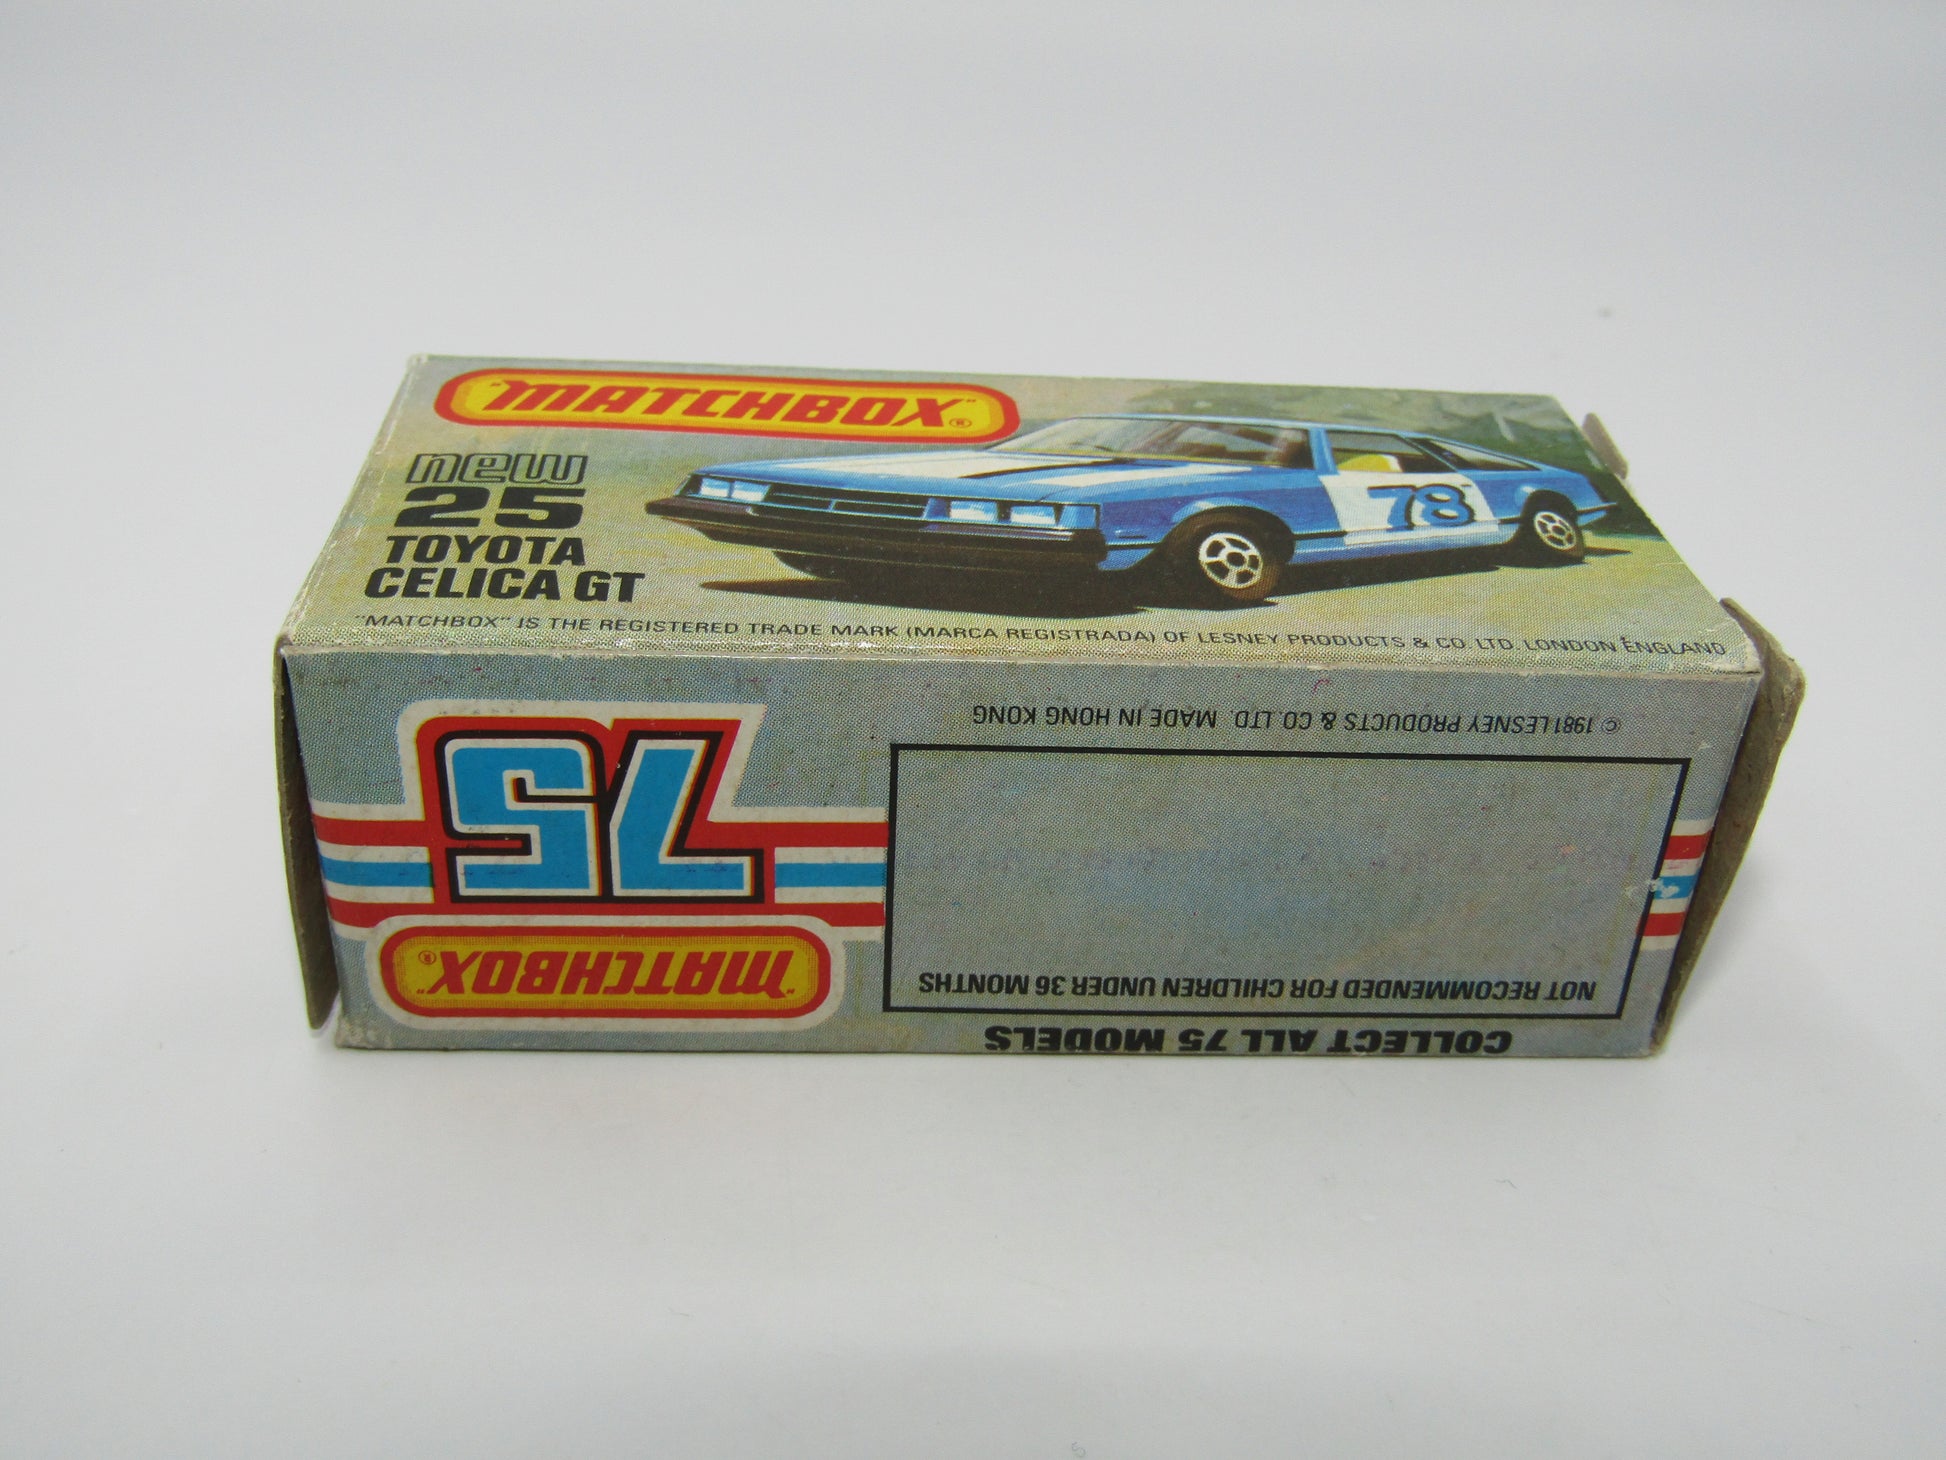 "MATCHBOX"®
new
25
TOYOTA
CELICA GT
78
"MATCHBOX" IS THE REGISTERED TRADE MARK (MARCA REGISTRADA) OF LESNEY PRODUCTS & CO. LTD. LONDON ENGLAND
COLLECT ALL 75 MODELS
NOT RECOMMENDED FOR CHILDREN UNDER 36 MONTHS
"MATCHBOX"®
75
© 1981 LESNEY PRODUCTS & CO. LTD. MADE IN HONG KONG